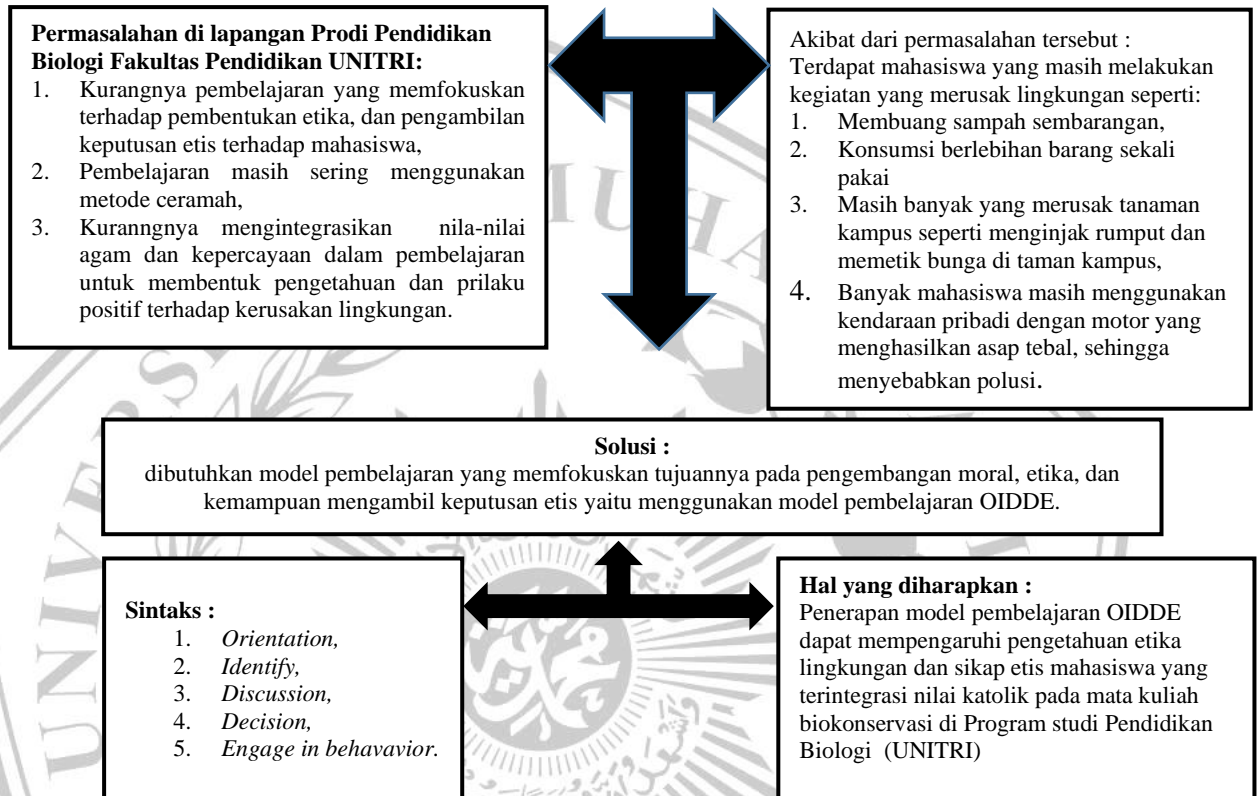 Permasalahan di lapangan Prodi Pendidikan
Biologi Fakultas Pendidikan UNITRI:
1. Kurangnya pembelajaran yang memfokuskan
terhadap pembentukan etika, dan pengambilan
keputusan etis terhadap mahasiswa,
2. Pembelajaran masih sering menggunakan
metode ceramah,
3. Kuranngnya mengintegrasikan nila-nilai
agam dan kepercayaan dalam pembelajaran
untuk membentuk pengetahuan dan prilaku
positif terhadap kerusakan lingkungan.
Akibat dari permasalahan tersebut :
Terdapat mahasiswa yang masih melakukan
kegiatan yang merusak lingkungan seperti:
1. Membuang sampah sembarangan,
2. Konsumsi berlebihan barang sekali
pakai
3. Masih banyak yang merusak tanaman
kampus seperti menginjak rumput dan
memetik bunga di taman kampus,
4. Banyak mahasiswa masih menggunakan
kendaraan pribadi dengan motor yang
menghasilkan asap tebal, sehingga
menyebabkan polusi.
Solusi :
dibutuhkan model pembelajaran yang memfokuskan tujuannya pada pengembangan moral, etika, dan
kemampuan mengambil keputusan etis yaitu menggunakan model pembelajaran OIDDE.
Sintaks :
1. Orientation,
2. Identify,
3. Discussion,
4. Decision,
5. Engage in behavavior.
Hal yang diharapkan :
Penerapan model pembelajaran OIDDE
dapat mempengaruhi pengetahuan etika
lingkungan dan sikap etis mahasiswa yang
terintegrasi nilai katolik pada mata kuliah
biokonservasi di Program studi Pendidikan
Biologi (UNITRI)